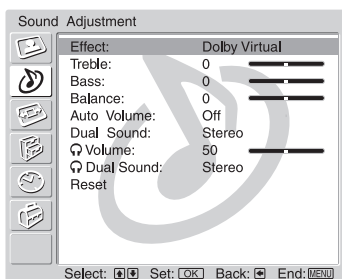 Sound Adjustment
Effect: Dolby Virtual
Treble: 0
Bass: 0
Balance: 0
Auto Volume: Off
Dual Sound: Stereo
Volume: 50
Dual Sound: Stereo
Reset
Select: Set: OK Back: End: MENU